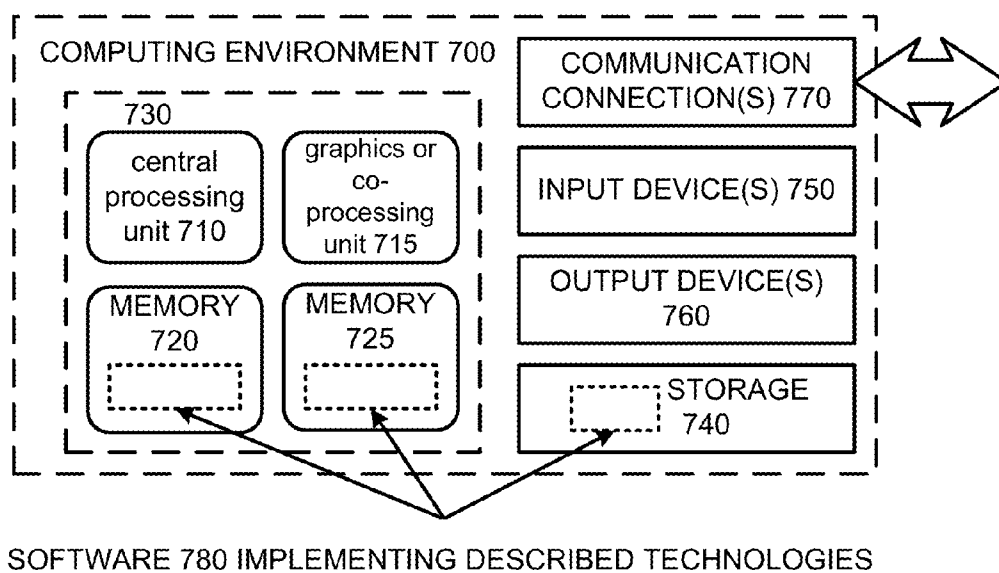 COMPUTING ENVIRONMENT 700
730
central
processing
unit 710
graphics or
co-
processing
unit 715
MEMORY
720
MEMORY
725
COMMUNICATION
CONNECTION(S) 770
INPUT DEVICE(S) 750
OUTPUT DEVICE(S)
760
STORAGE
740
SOFTWARE 780 IMPLEMENTING DESCRIBED TECHNOLOGIES